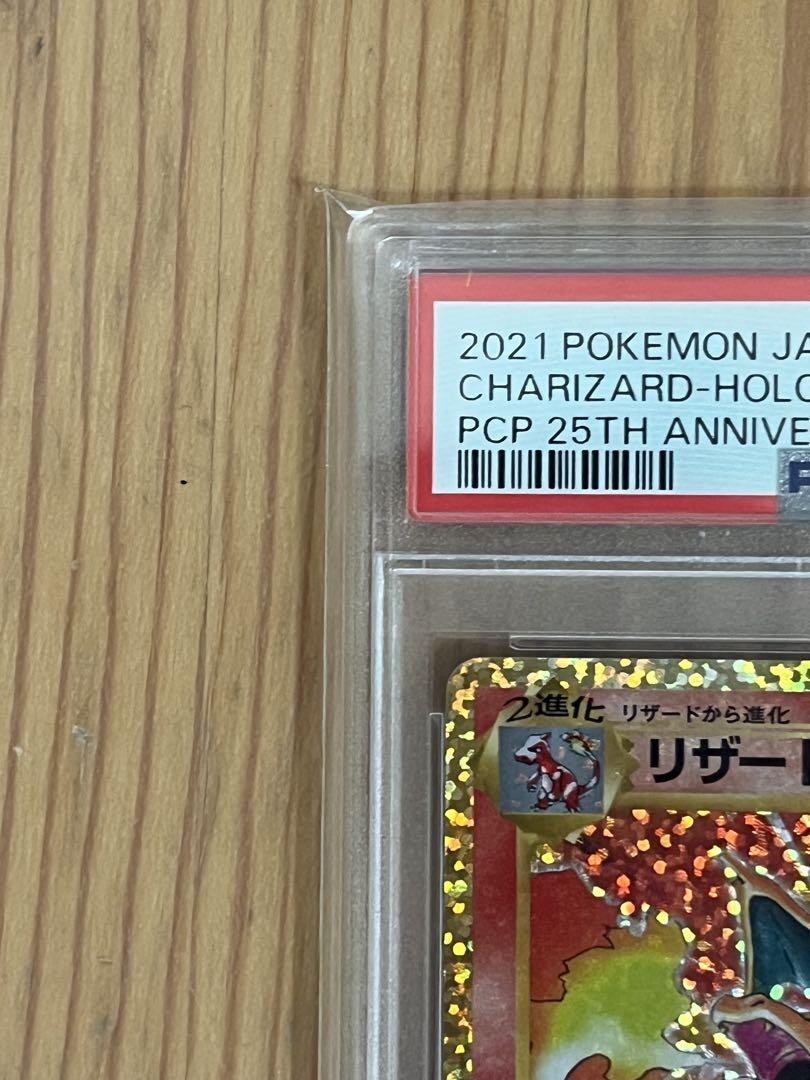 2021 POKEMON JA
CHARIZARD-HOLO
PCP 25TH ANNIVE
P
2進化 リザードから進化
リザード